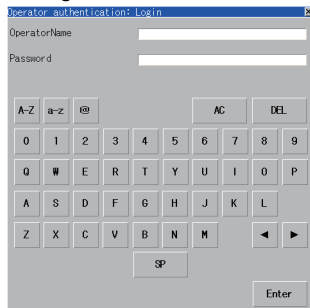 Operator authentication: Login
OperatorName
Password
A-Z a-z @ AC DEL
0 1 2 3 4 5 6 7 8 9
Q W E R T Y U I O P
A S D F G H J K L
Z X C V B N M ◀ ▶
SP
Enter